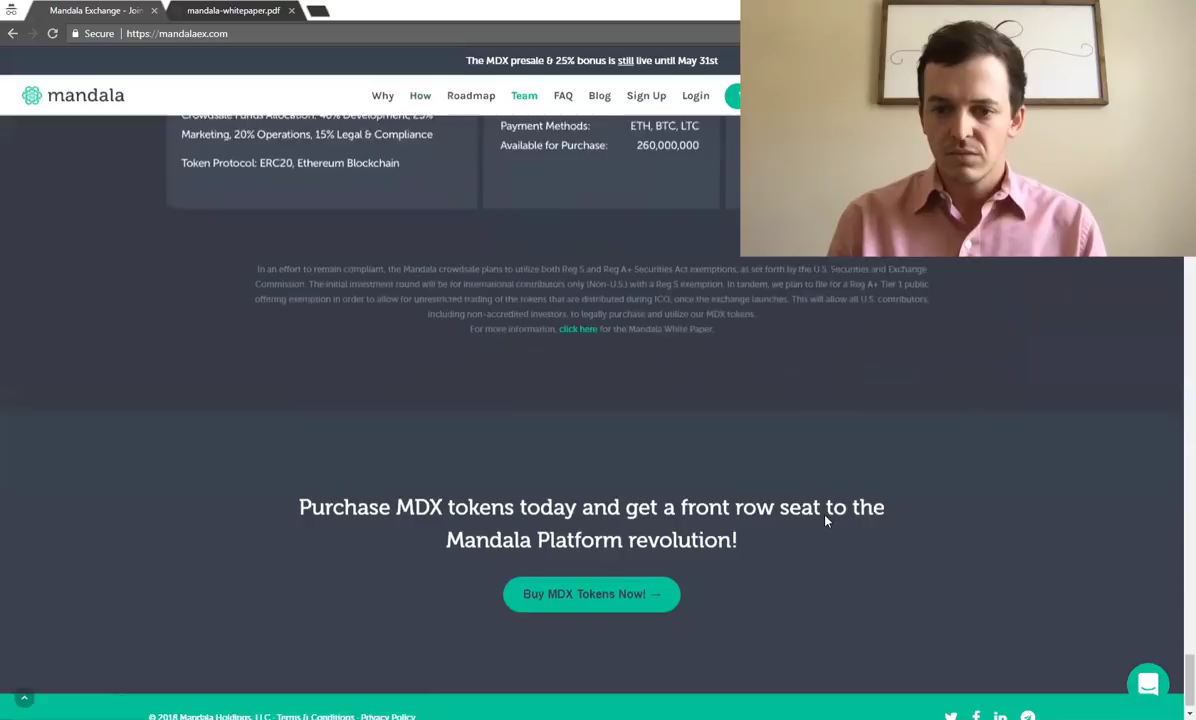 Mandala Exchange - Joi
mandala-whitepaper.pdf
Secure
https://mandalaex.com
The MDX presale & 25% bonus is still live until May 31st
mandala
Why
How
Roadmap
Team
FAQ
Blog
Sign Up
Login
Crowdsale Funds Allocation: 40% Development, 25%
Marketing, 20% Operations, 15% Legal & Compliance
Token Protocol: ERC20, Ethereum Blockchain
Payment Methods: ETH, BTC, LTC
Available for Purchase: 260,000,000
In an effort to remain compliant, the Mandala crowdsale plans to utilize both Reg S and Reg A+ Securities Act exemptions, as set forth by the U.S. Securities and Exchange
Commission. The initial investment round will be for international contributors only (Non-U.S.) with a Reg S exemption. In tandem, we plan to file for a Reg A+ Tier 1 public
offering exemption in order to allow for unrestricted trading of the tokens that are distributed during ICO, once the exchange launches. This will allow all U.S. contributors,
including non-accredited investors, to legally purchase and utilize our MDX tokens.
For more information, click here for the Mandala White Paper.
Purchase MDX tokens today and get a front row seat to the
Mandala Platform revolution!
Buy MDX Tokens Now! →
© 2018 Mandala Holdings, LLC · Terms & Conditions · Privacy Policy